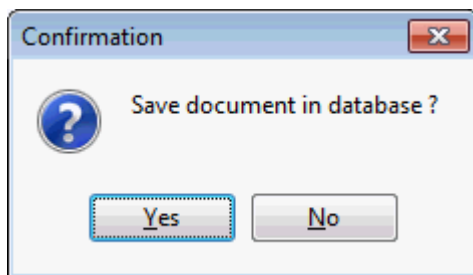 Confirmation
Save document in database ?
Yes
No